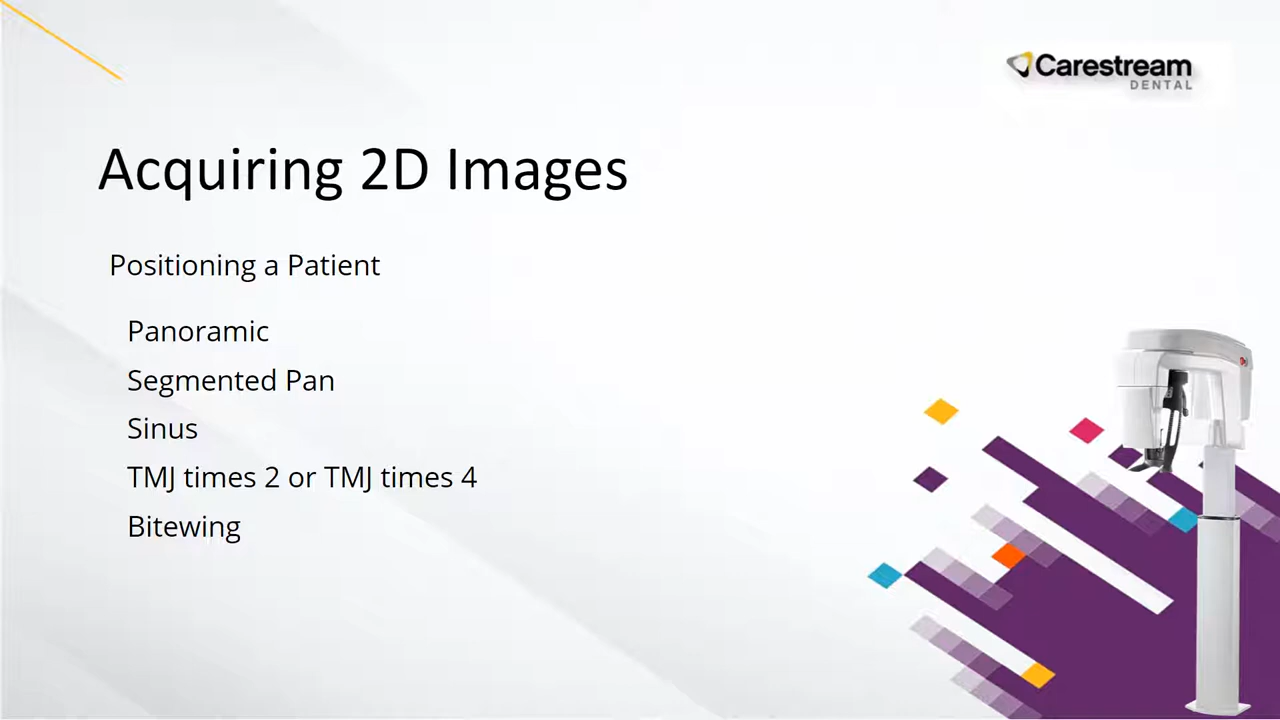 Carestream
DENTAL
Acquiring 2D Images
Positioning a Patient
Panoramic
Segmented Pan
Sinus
TMJ times 2 or TMJ times 4
Bitewing